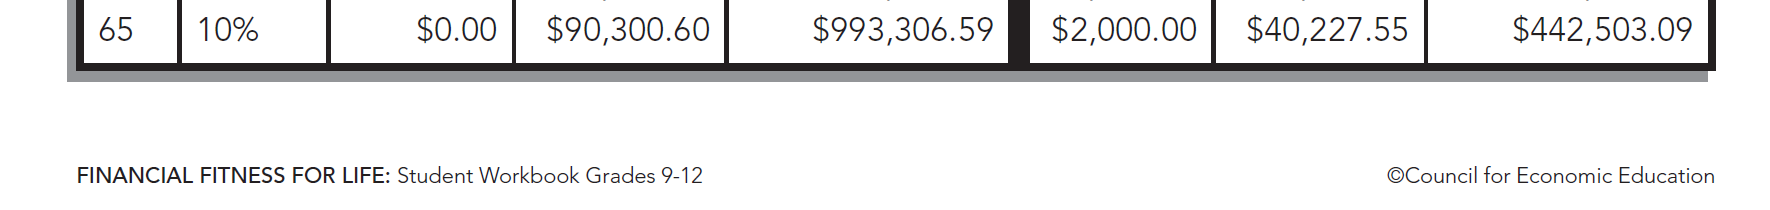 65 10% $0.00 $90,300.60 $993,306.59 $2,000.00 $40,227.55 $442,503.09
FINANCIAL FITNESS FOR LIFE: Student Workbook Grades 9-12 ©Council for Economic Education